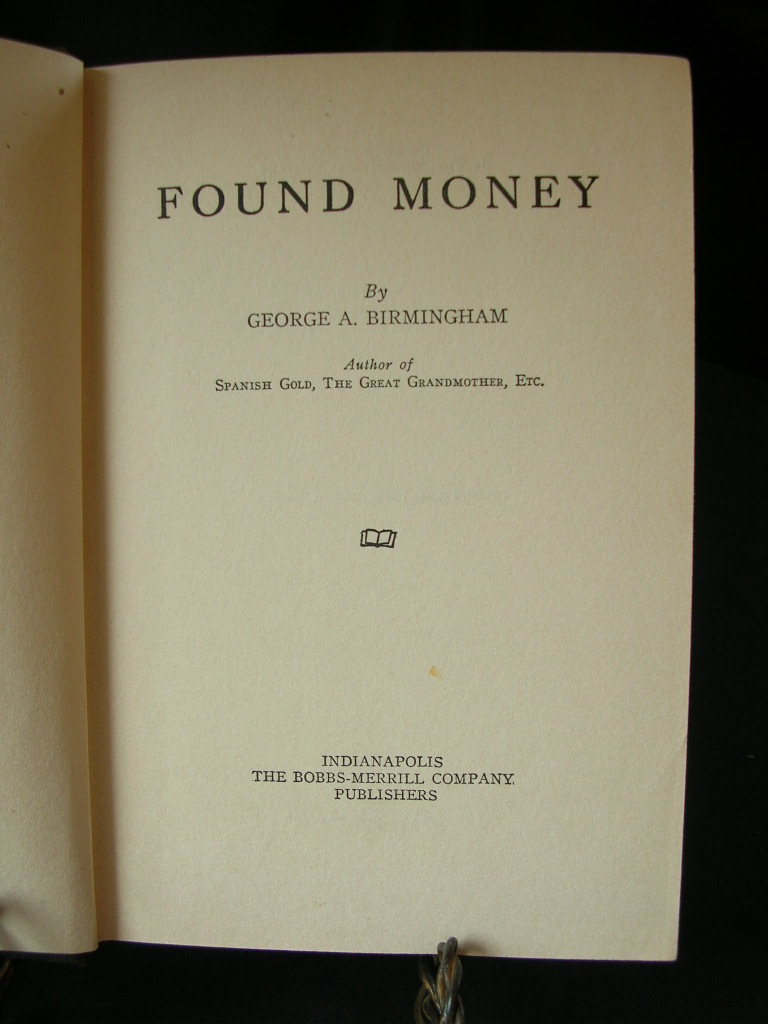 FOUND MONEY
By
GEORGE A. BIRMINGHAM
Author of
SPANISH GOLD, THE GREAT GRANDMOTHER, ETC.
INDIANAPOLIS
THE BOBBS-MERRILL COMPANY
PUBLISHERS